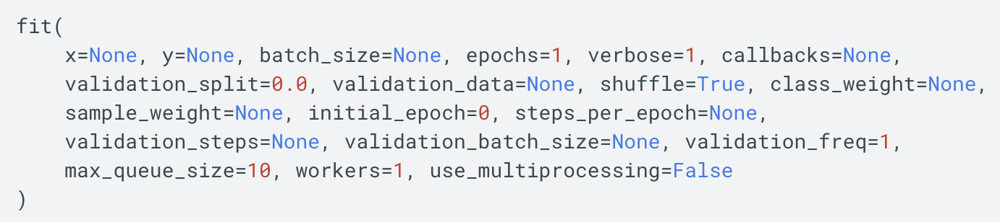 fit(
    x=None, y=None, batch_size=None, epochs=1, verbose=1, callbacks=None,
    validation_split=0.0, validation_data=None, shuffle=True, class_weight=None,
    sample_weight=None, initial_epoch=0, steps_per_epoch=None,
    validation_steps=None, validation_batch_size=None, validation_freq=1,
    max_queue_size=10, workers=1, use_multiprocessing=False
)